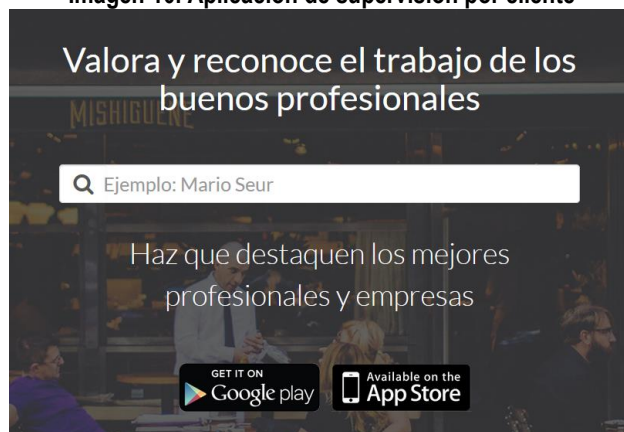 Imagen Aplicación de supervisión por cliente
Valora y reconoce el trabajo de los
buenos profesionales
MISHIGUENE
Ejemplo: Mario Seur
Haz que destaquen los mejores
profesionales y empresas
GET IT ON
Google play
Available on the
App Store